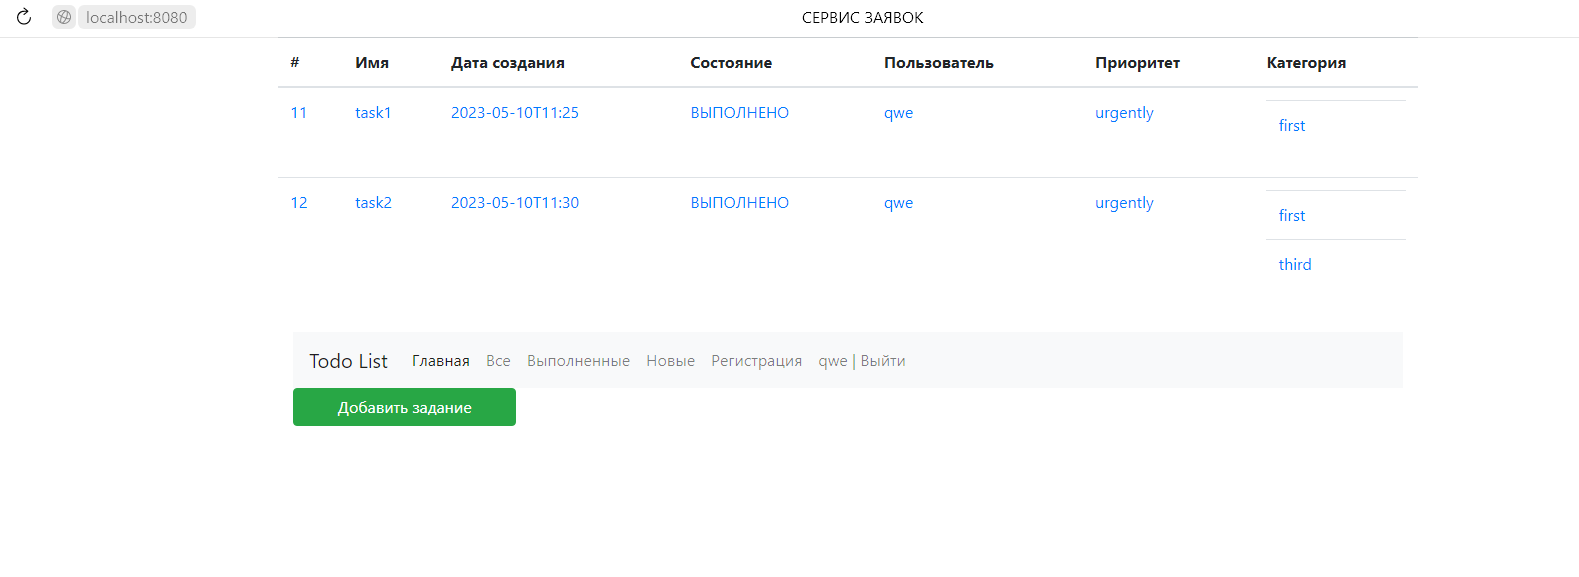 localhost:8080 СЕРВИС ЗАЯВОК
# Имя Дата создания Состояние Пользователь Приоритет Категория
11 task1 2023-05-10T11:25 ВЫПОЛНЕНО qwe urgently first
12 task2 2023-05-10T11:30 ВЫПОЛНЕНО qwe urgently first
third
Todo List Главная Все Выполненные Новые Регистрация qwe | Выйти
Добавить задание